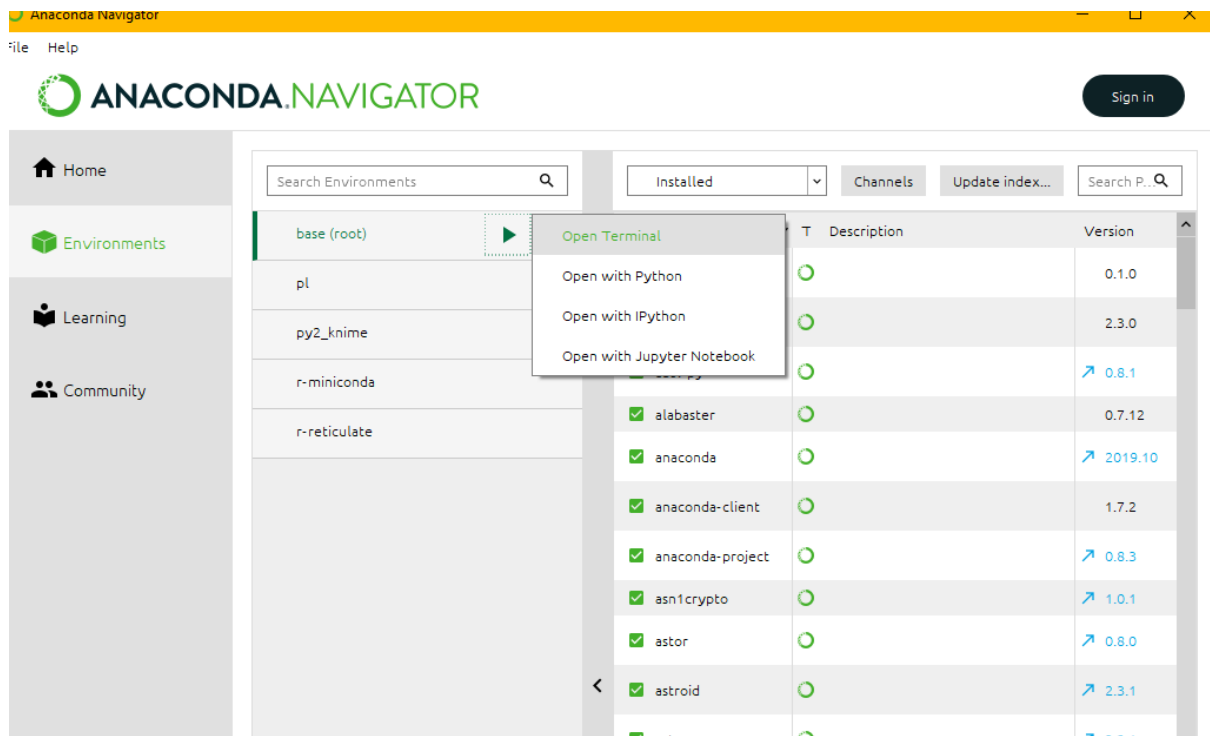 Anaconda Navigator
File Help
ANACONDA.NAVIGATOR
Sign in
Home
Environments
Learning
Community
Search Environments
base (root)
pl
py2_knime
r-miniconda
r-reticulate
Open Terminal
Open with Python
Open with IPython
Open with Jupyter Notebook
Installed
Channels
Update index...
Search P...
T Description Version
0.1.0
2.3.0
0.8.1
alabaster 0.7.12
anaconda 2019.10
anaconda-client 1.7.2
anaconda-project 0.8.3
asn1crypto 1.0.1
astor 0.8.0
astroid 2.3.1